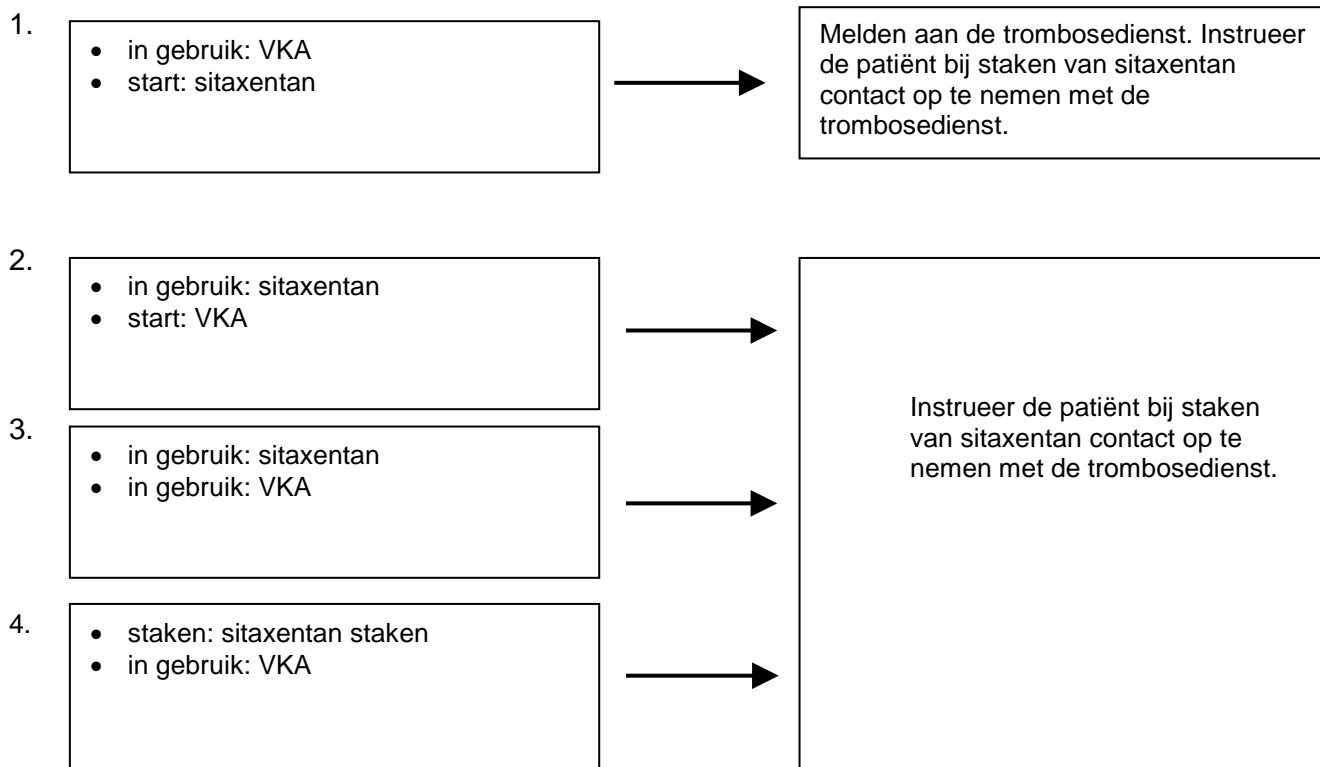 1.
• in gebruik: VKA
• start: sitaxentan
Melden aan de trombosedienst. Instrueer
de patiënt bij staken van sitaxentan
contact op te nemen met de
trombosedienst.
2.
• in gebruik: sitaxentan
• start: VKA
3.
• in gebruik: sitaxentan
• in gebruik: VKA
4.
• staken: sitaxentan staken
• in gebruik: VKA
Instrueer de patiënt bij staken
van sitaxentan contact op te
nemen met de trombosedienst.